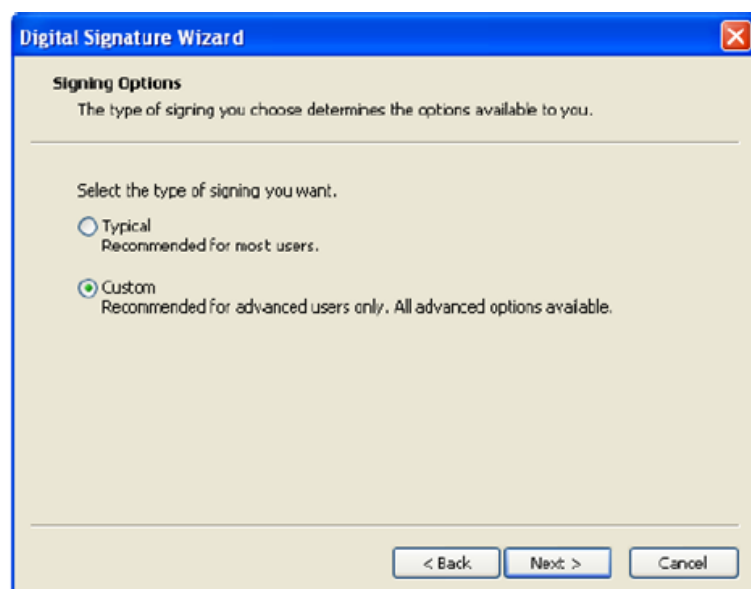 Digital Signature Wizard
Signing Options
The type of signing you choose determines the options available to you.
Select the type of signing you want.
Typical
Recommended for most users.
Custom
Recommended for advanced users only. All advanced options available.
< Back Next > Cancel